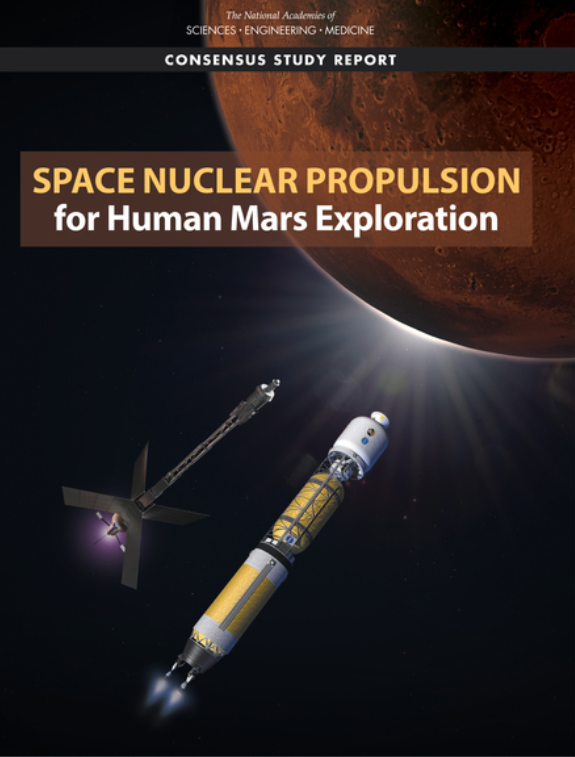 The National Academies of
SCIENCES • ENGINEERING • MEDICINE
CONSENSUS STUDY REPORT
SPACE NUCLEAR PROPULSION
for Human Mars Exploration